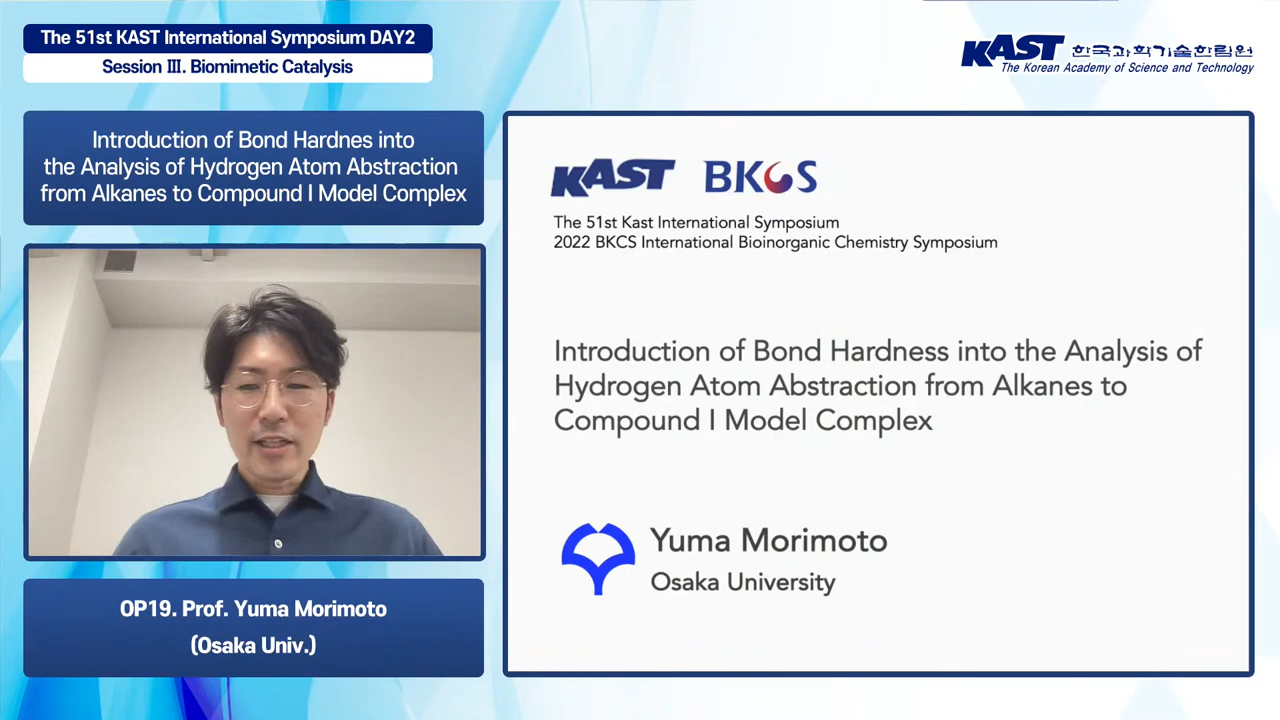 The 51st KAST International Symposium DAY2
Session III. Biomimetic Catalysis
KAST 한국과학기술한림원
The Korean Academy of Science and Technology
Introduction of Bond Hardnes into
the Analysis of Hydrogen Atom Abstraction
from Alkanes to Compound I Model Complex
OP19. Prof. Yuma Morimoto
(Osaka Univ.)
KAST BKCS
The 51st Kast International Symposium
2022 BKCS International Bioinorganic Chemistry Symposium
Introduction of Bond Hardness into the Analysis of
Hydrogen Atom Abstraction from Alkanes to
Compound I Model Complex
Yuma Morimoto
Osaka University